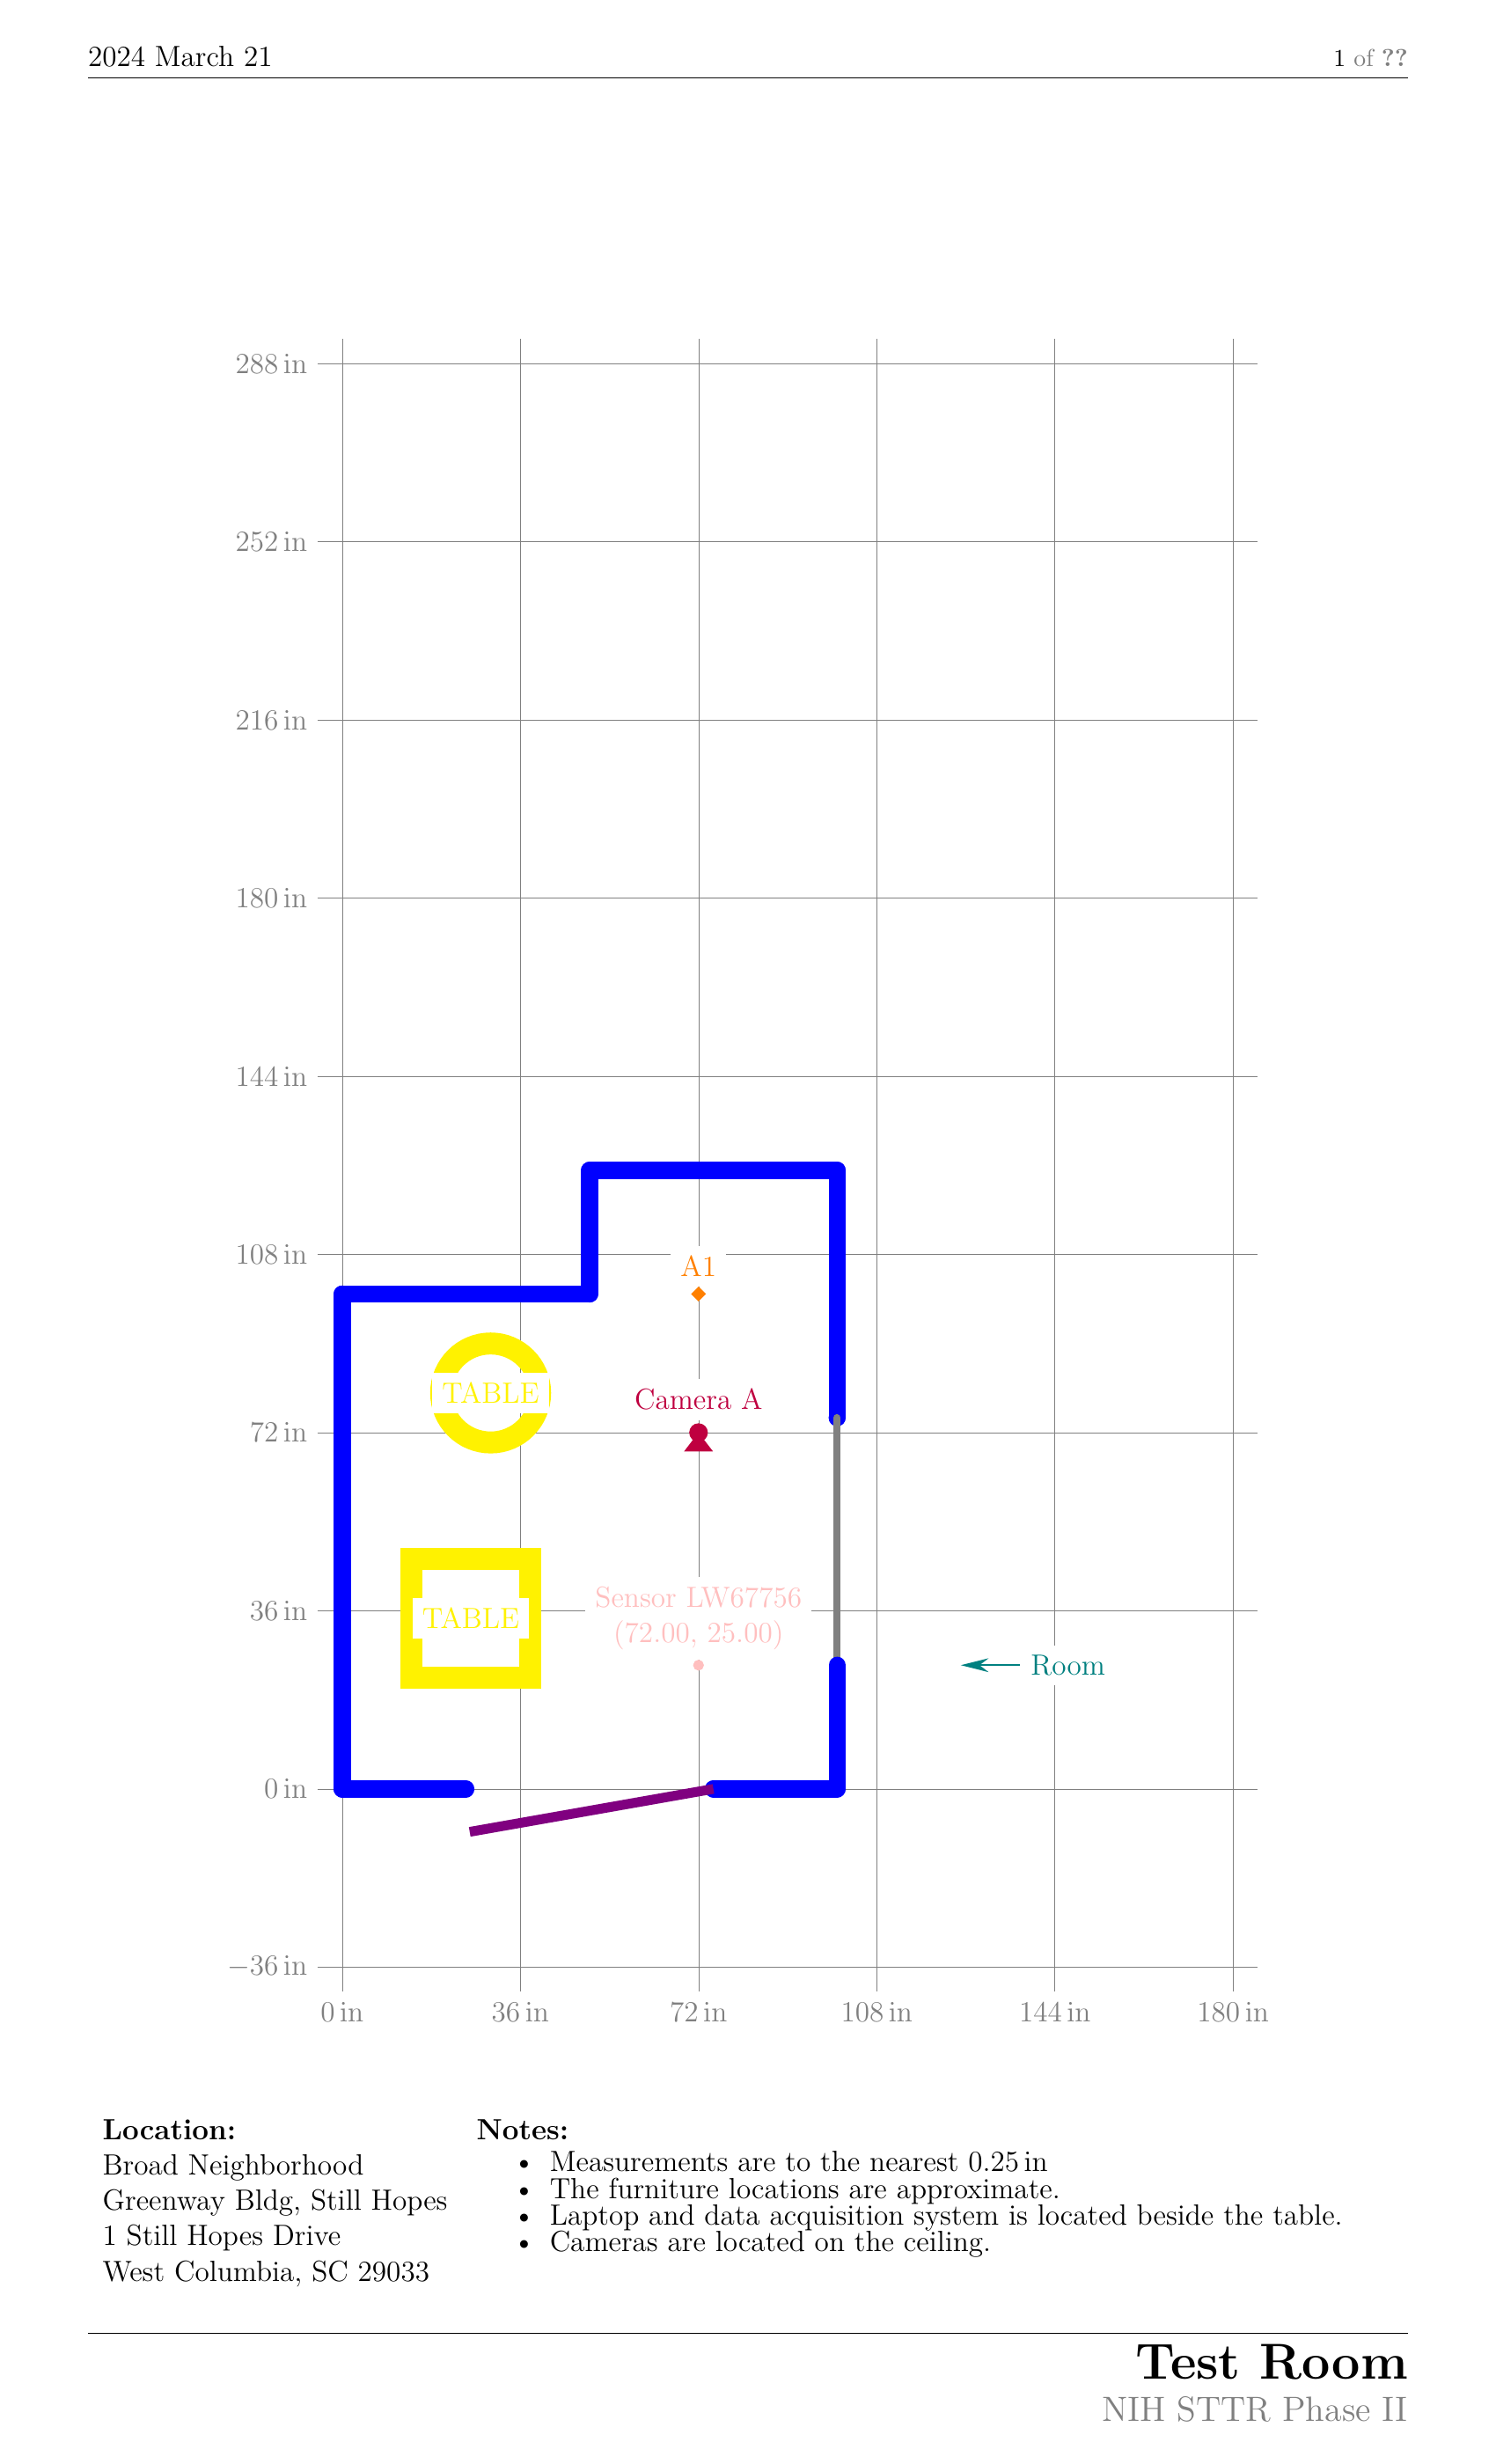 2024 March 21
1 of ??
288 in
252 in
216 in
180 in
144 in
108 in
A1
TABLE
Camera A
72 in
Sensor LW67756
36 in
TABLE
(72.00, 25.00)
Room
0 in
−36 in
0 in
36 in
72 in
108 in
144 in
180 in
Location:
Broad Neighborhood
Greenway Bldg, Still Hopes
1 Still Hopes Drive
West Columbia, SC 29033
Notes:
• Measurements are to the nearest 0.25 in
• The furniture locations are approximate.
• Laptop and data acquisition system is located beside the table.
• Cameras are located on the ceiling.
Test Room
NIH STTR Phase II